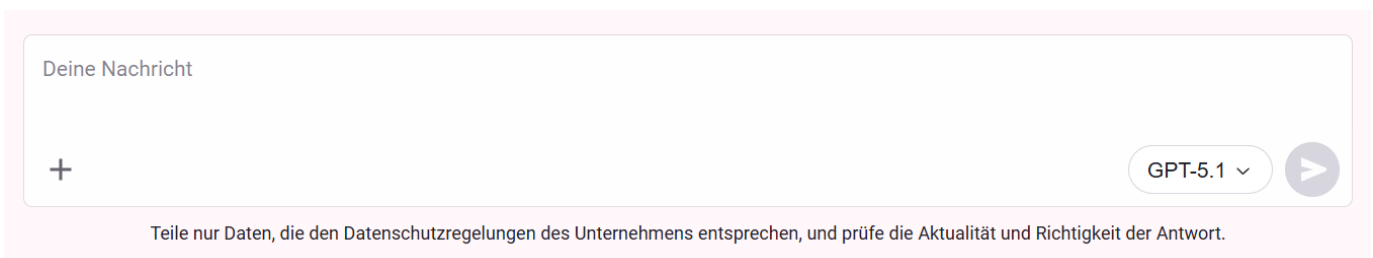 Deine Nachricht
GPT-5.1
Teile nur Daten, die den Datenschutzregelungen des Unternehmens entsprechen, und prüfe die Aktualität und Richtigkeit der Antwort.